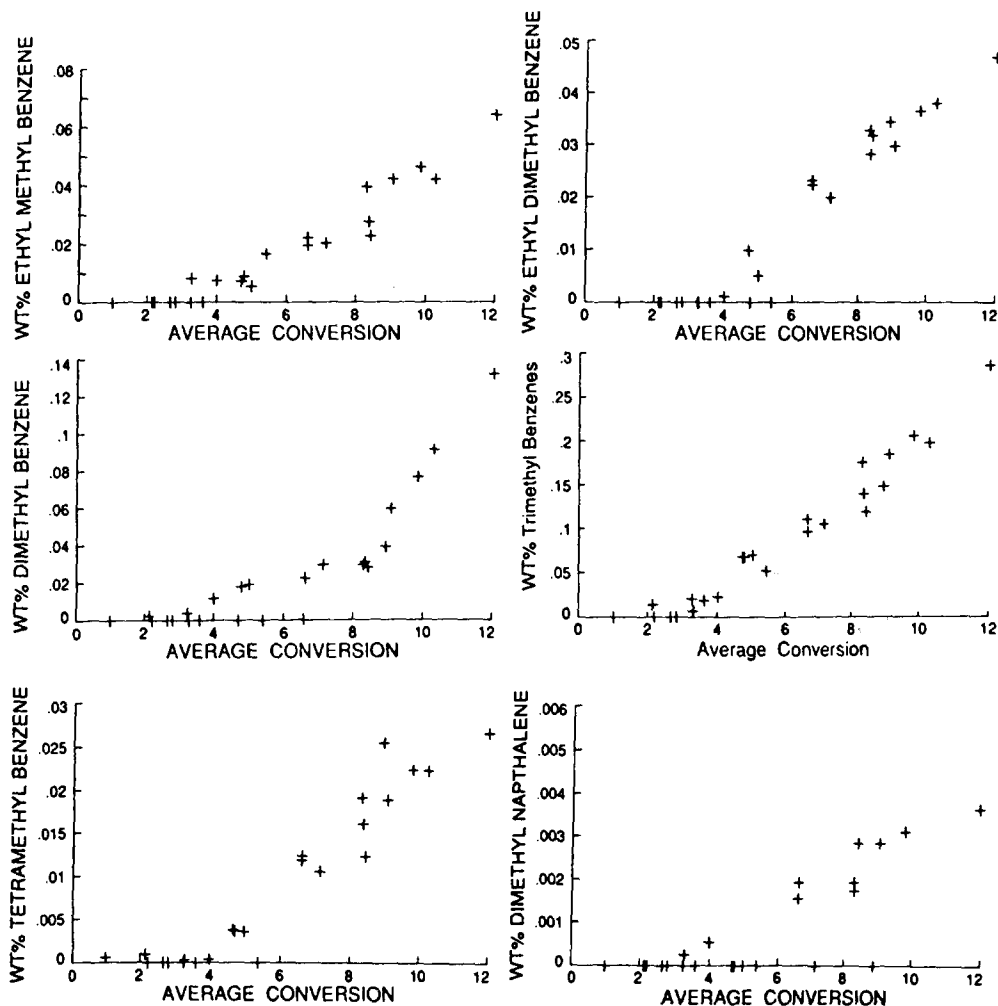 WT% ETHYL METHYL BENZENE
.08
.06
.04
.02
0
0 2 4 6 8 10 12
AVERAGE CONVERSION
WT% ETHYL DIMETHYL BENZENE
.05
.04
.03
.02
.01
0
0 2 4 6 8 10 12
AVERAGE CONVERSION
WT% DIMETHYL BENZENE
.14
.12
.1
.08
.06
.04
.02
0
0 2 4 6 8 10 12
AVERAGE CONVERSION
WT% Trimethyl Benzenes
.3
.25
.2
.15
.1
.05
0
0 2 4 6 8 10 12
Average Conversion
WT% TETRAMETHYL BENZENE
.03
.025
.02
.015
.01
.005
0
0 2 4 6 8 10 12
AVERAGE CONVERSION
WT% DIMETHYL NAPTHALENE
.006
.005
.004
.003
.002
.001
0
0 2 4 6 8 10 12
AVERAGE CONVERSION